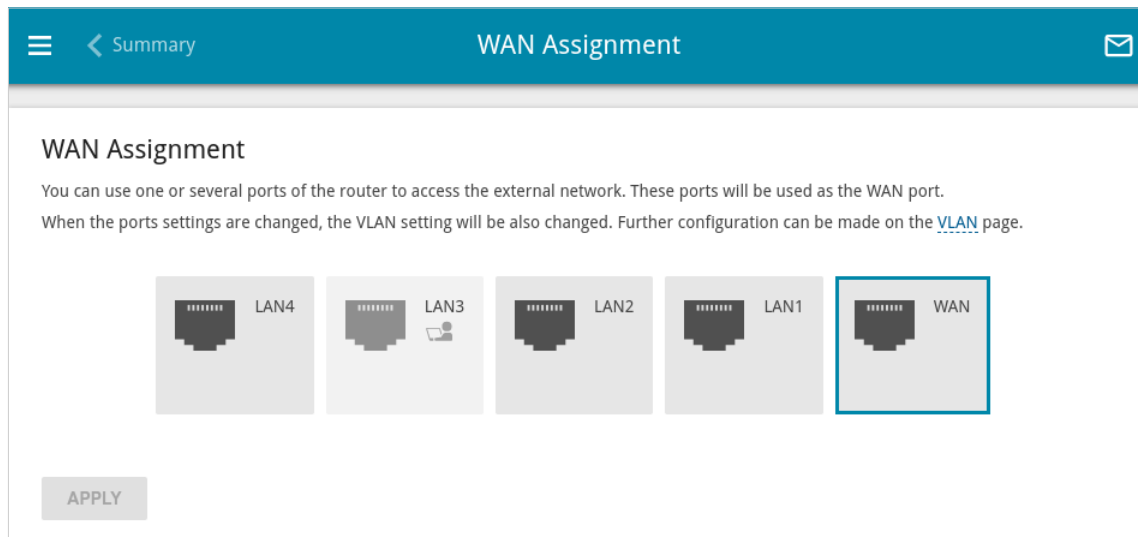 Summary
WAN Assignment
WAN Assignment
You can use one or several ports of the router to access the external network. These ports will be used as the WAN port.
When the ports settings are changed, the VLAN setting will be also changed. Further configuration can be made on the VLAN page.
LAN4
LAN3
LAN2
LAN1
WAN
APPLY